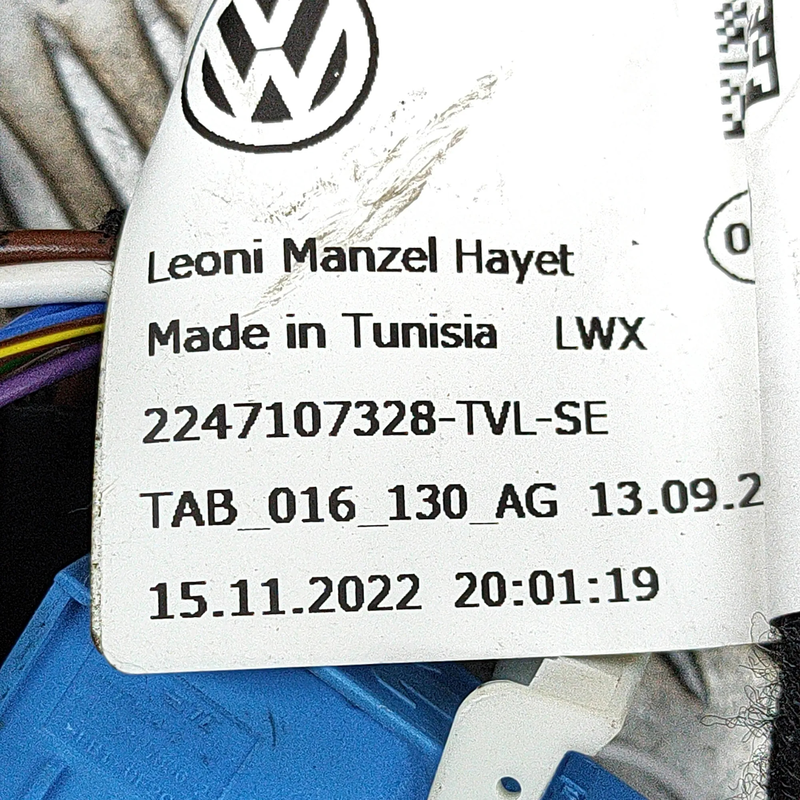 Leoni Manzel Hayet
Made in Tunisia LWX
2247107328-TVL-SE
TAB_016_130_AG 13.09.2
15.11.2022 20:01:19